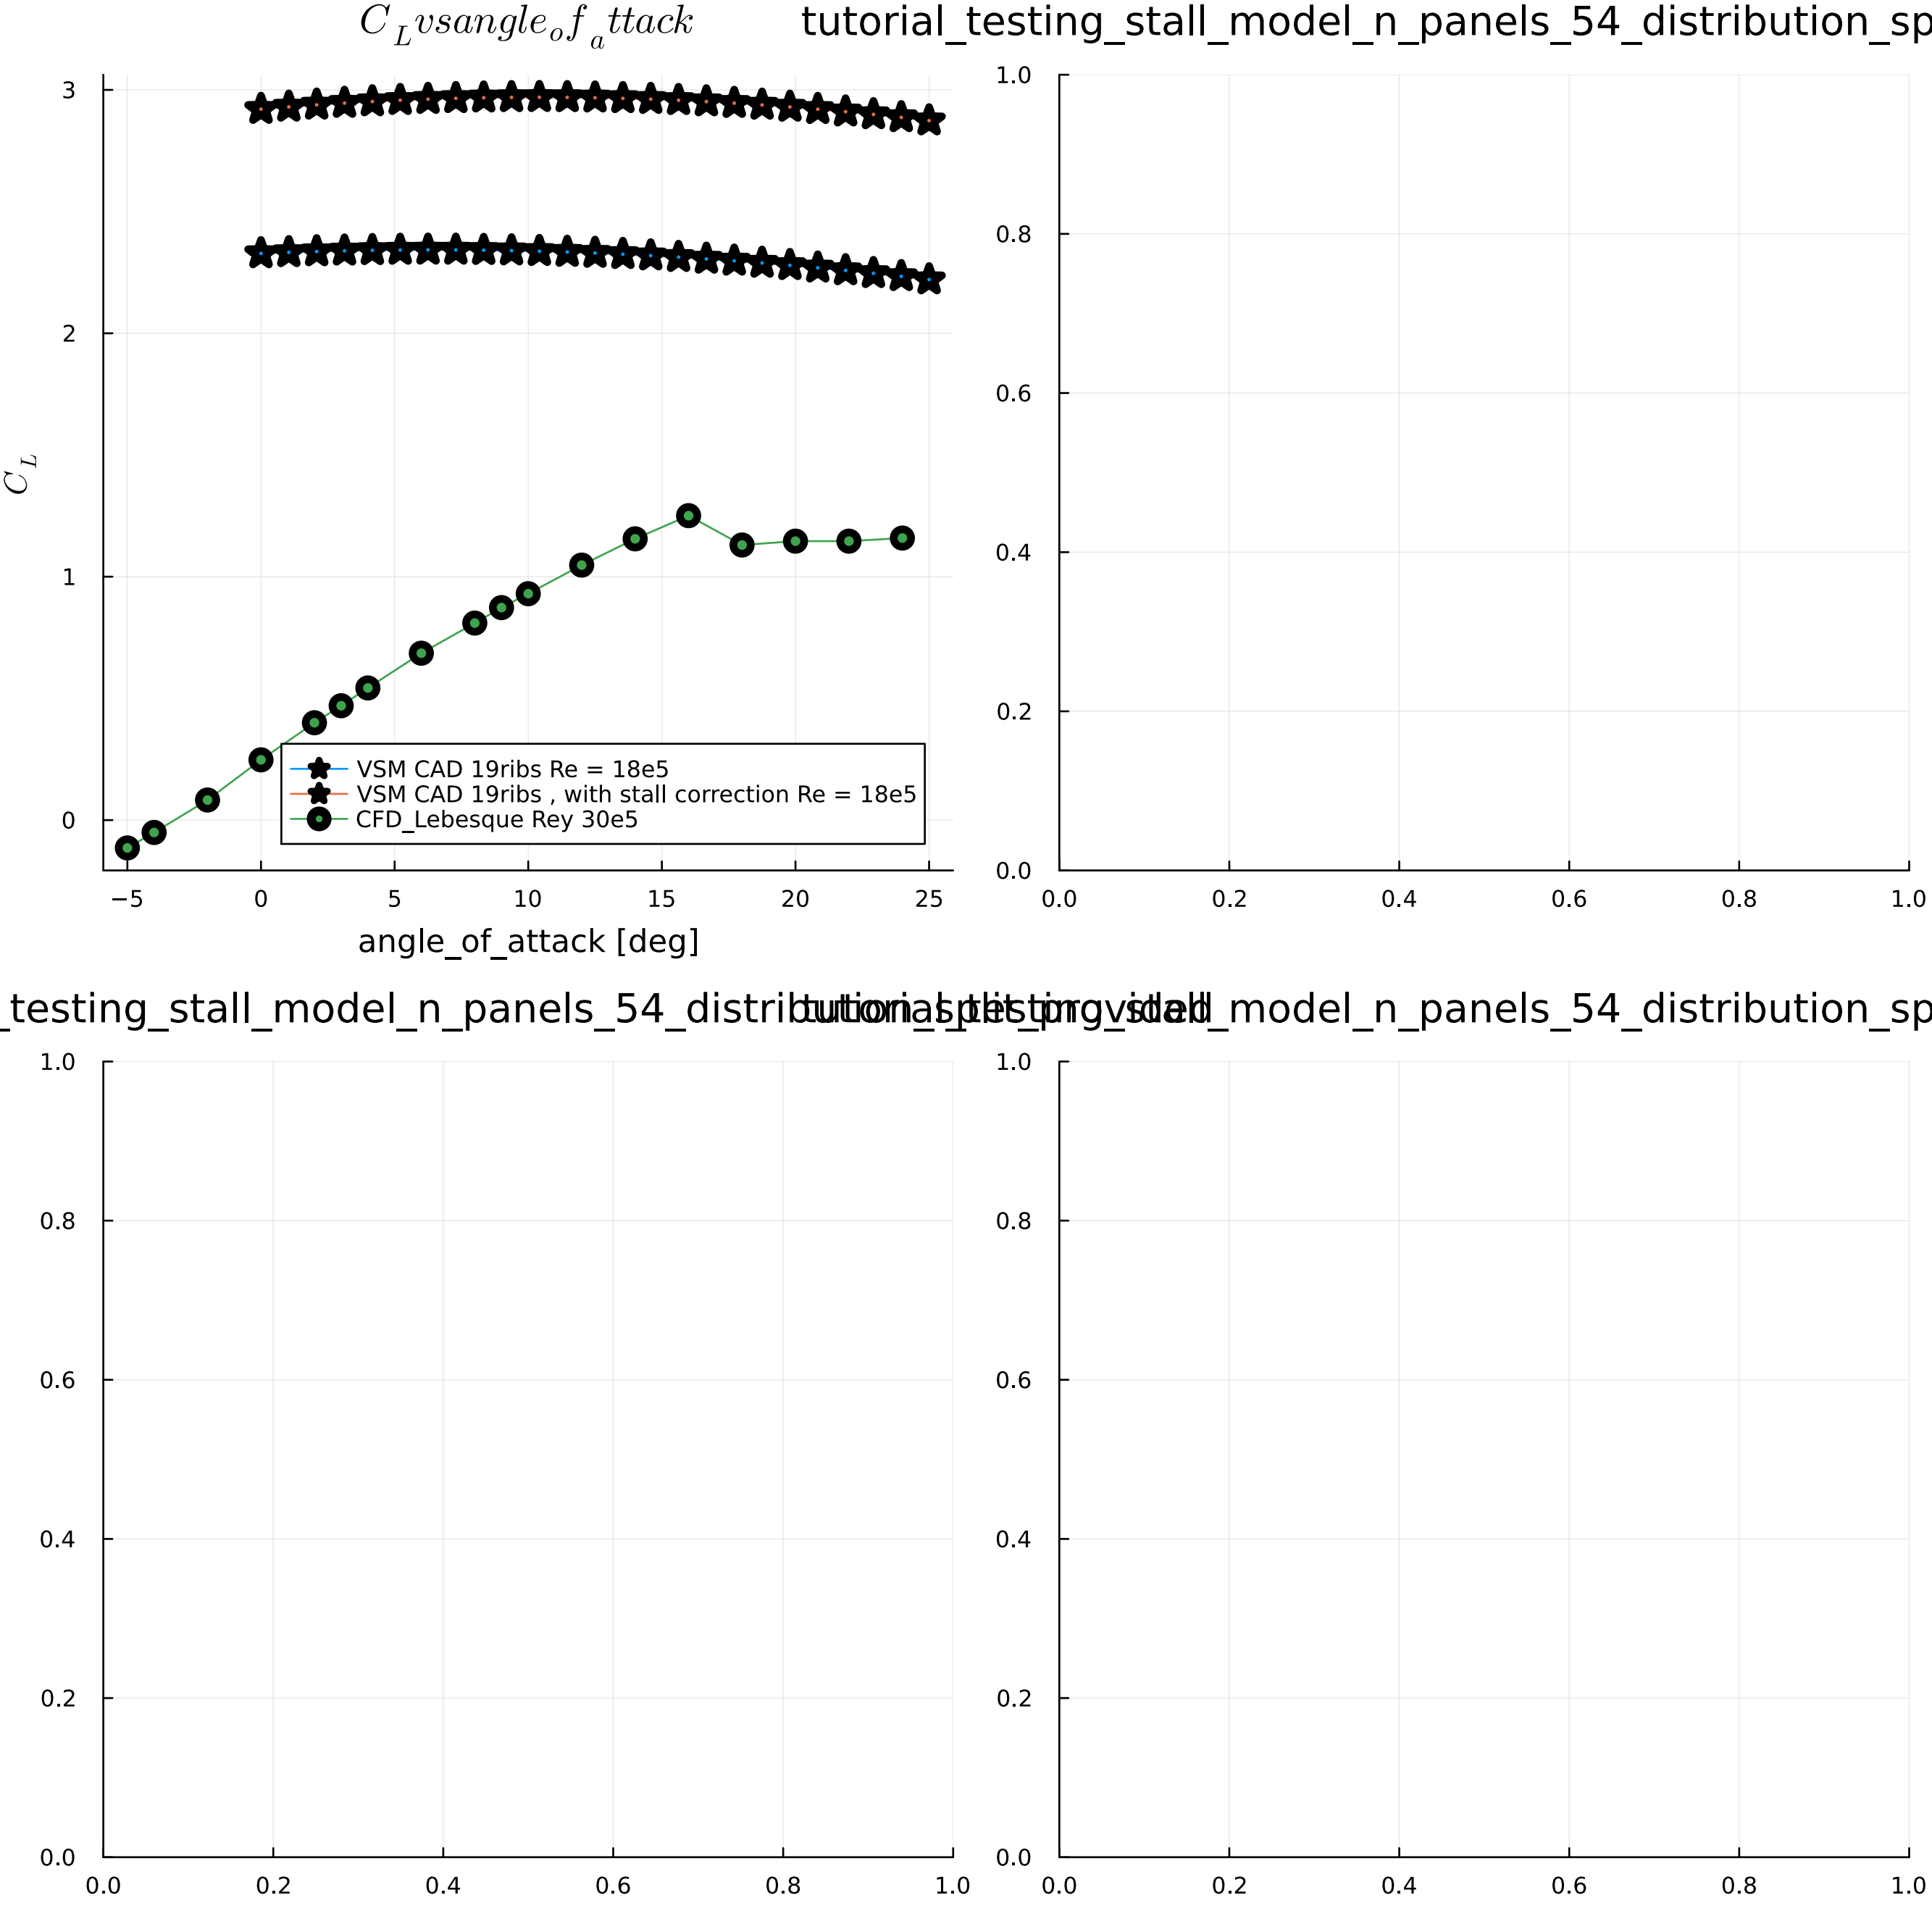 C_L vsangle_o f_a ttack
tutorial_testing_stall_model_n_panels_54_distribution_sp
3
2
1
0
C_L
−5 0 5 10 15 20 25
angle_of_attack [deg]
VSM CAD 19ribs Re = 18e5
VSM CAD 19ribs , with stall correction Re = 18e5
CFD_Lebesque Rey 30e5
1.0
0.8
0.6
0.4
0.2
0.0
0.0 0.2 0.4 0.6 0.8 1.0
_testing_stall_model_n_panels_54_distribution_split_provided
tutorial_testing_stall_model_n_panels_54_distribution_sp
1.0
0.8
0.6
0.4
0.2
0.0
0.0 0.2 0.4 0.6 0.8 1.0
1.0
0.8
0.6
0.4
0.2
0.0
0.0 0.2 0.4 0.6 0.8 1.0